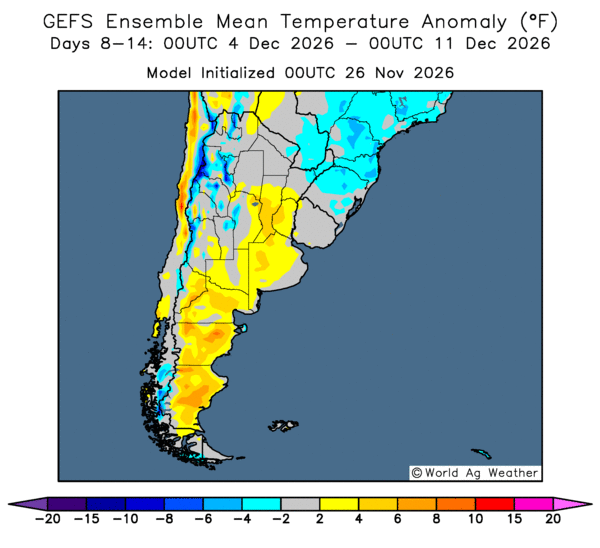 GEFS Ensemble Mean Temperature Anomaly (°F)
Days 8–14: 00UTC 4 Dec 2026 – 00UTC 11 Dec 2026
Model Initialized 00UTC 26 Nov 2026
© World Ag Weather
−20 −15 −10 −8 −6 −4 −2 2 4 6 8 10 15 20